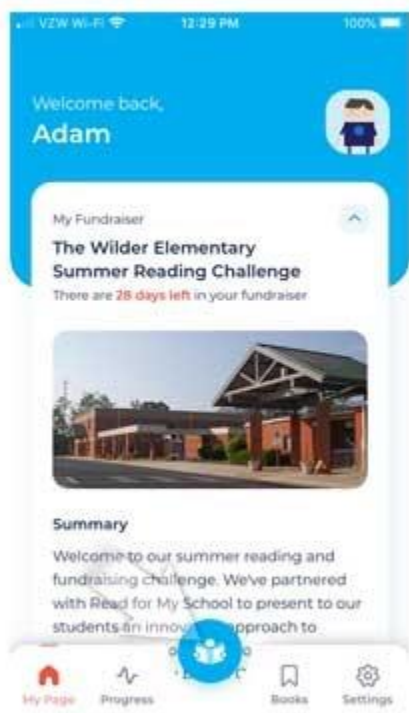 VZW Wi-Fi 12:29 PM 100%
Welcome back,
Adam
My Fundraiser
The Wilder Elementary
Summer Reading Challenge
There are 28 days left in your fundraiser
Summary
Welcome to our summer reading and
fundraising challenge. We've partnered
with Read for My School to present to our
students an approach to
My Page Progress Books Settings